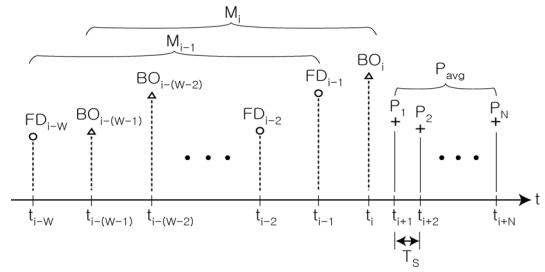 M_i
M_{i-1}
BO_i
P_avg
FD_{i-1}
BO_{i-(W-2)}
FD_{i-W}
BO_{i-(W-1)}
FD_{i-2}
P_1
P_2
P_N
• • •
• • •
t
t_{i-W}
t_{i-(W-1)}
t_{i-(W-2)}
t_{i-2}
t_{i-1}
t_i
t_{i+1}
t_{i+2}
t_{i+N}
T_S